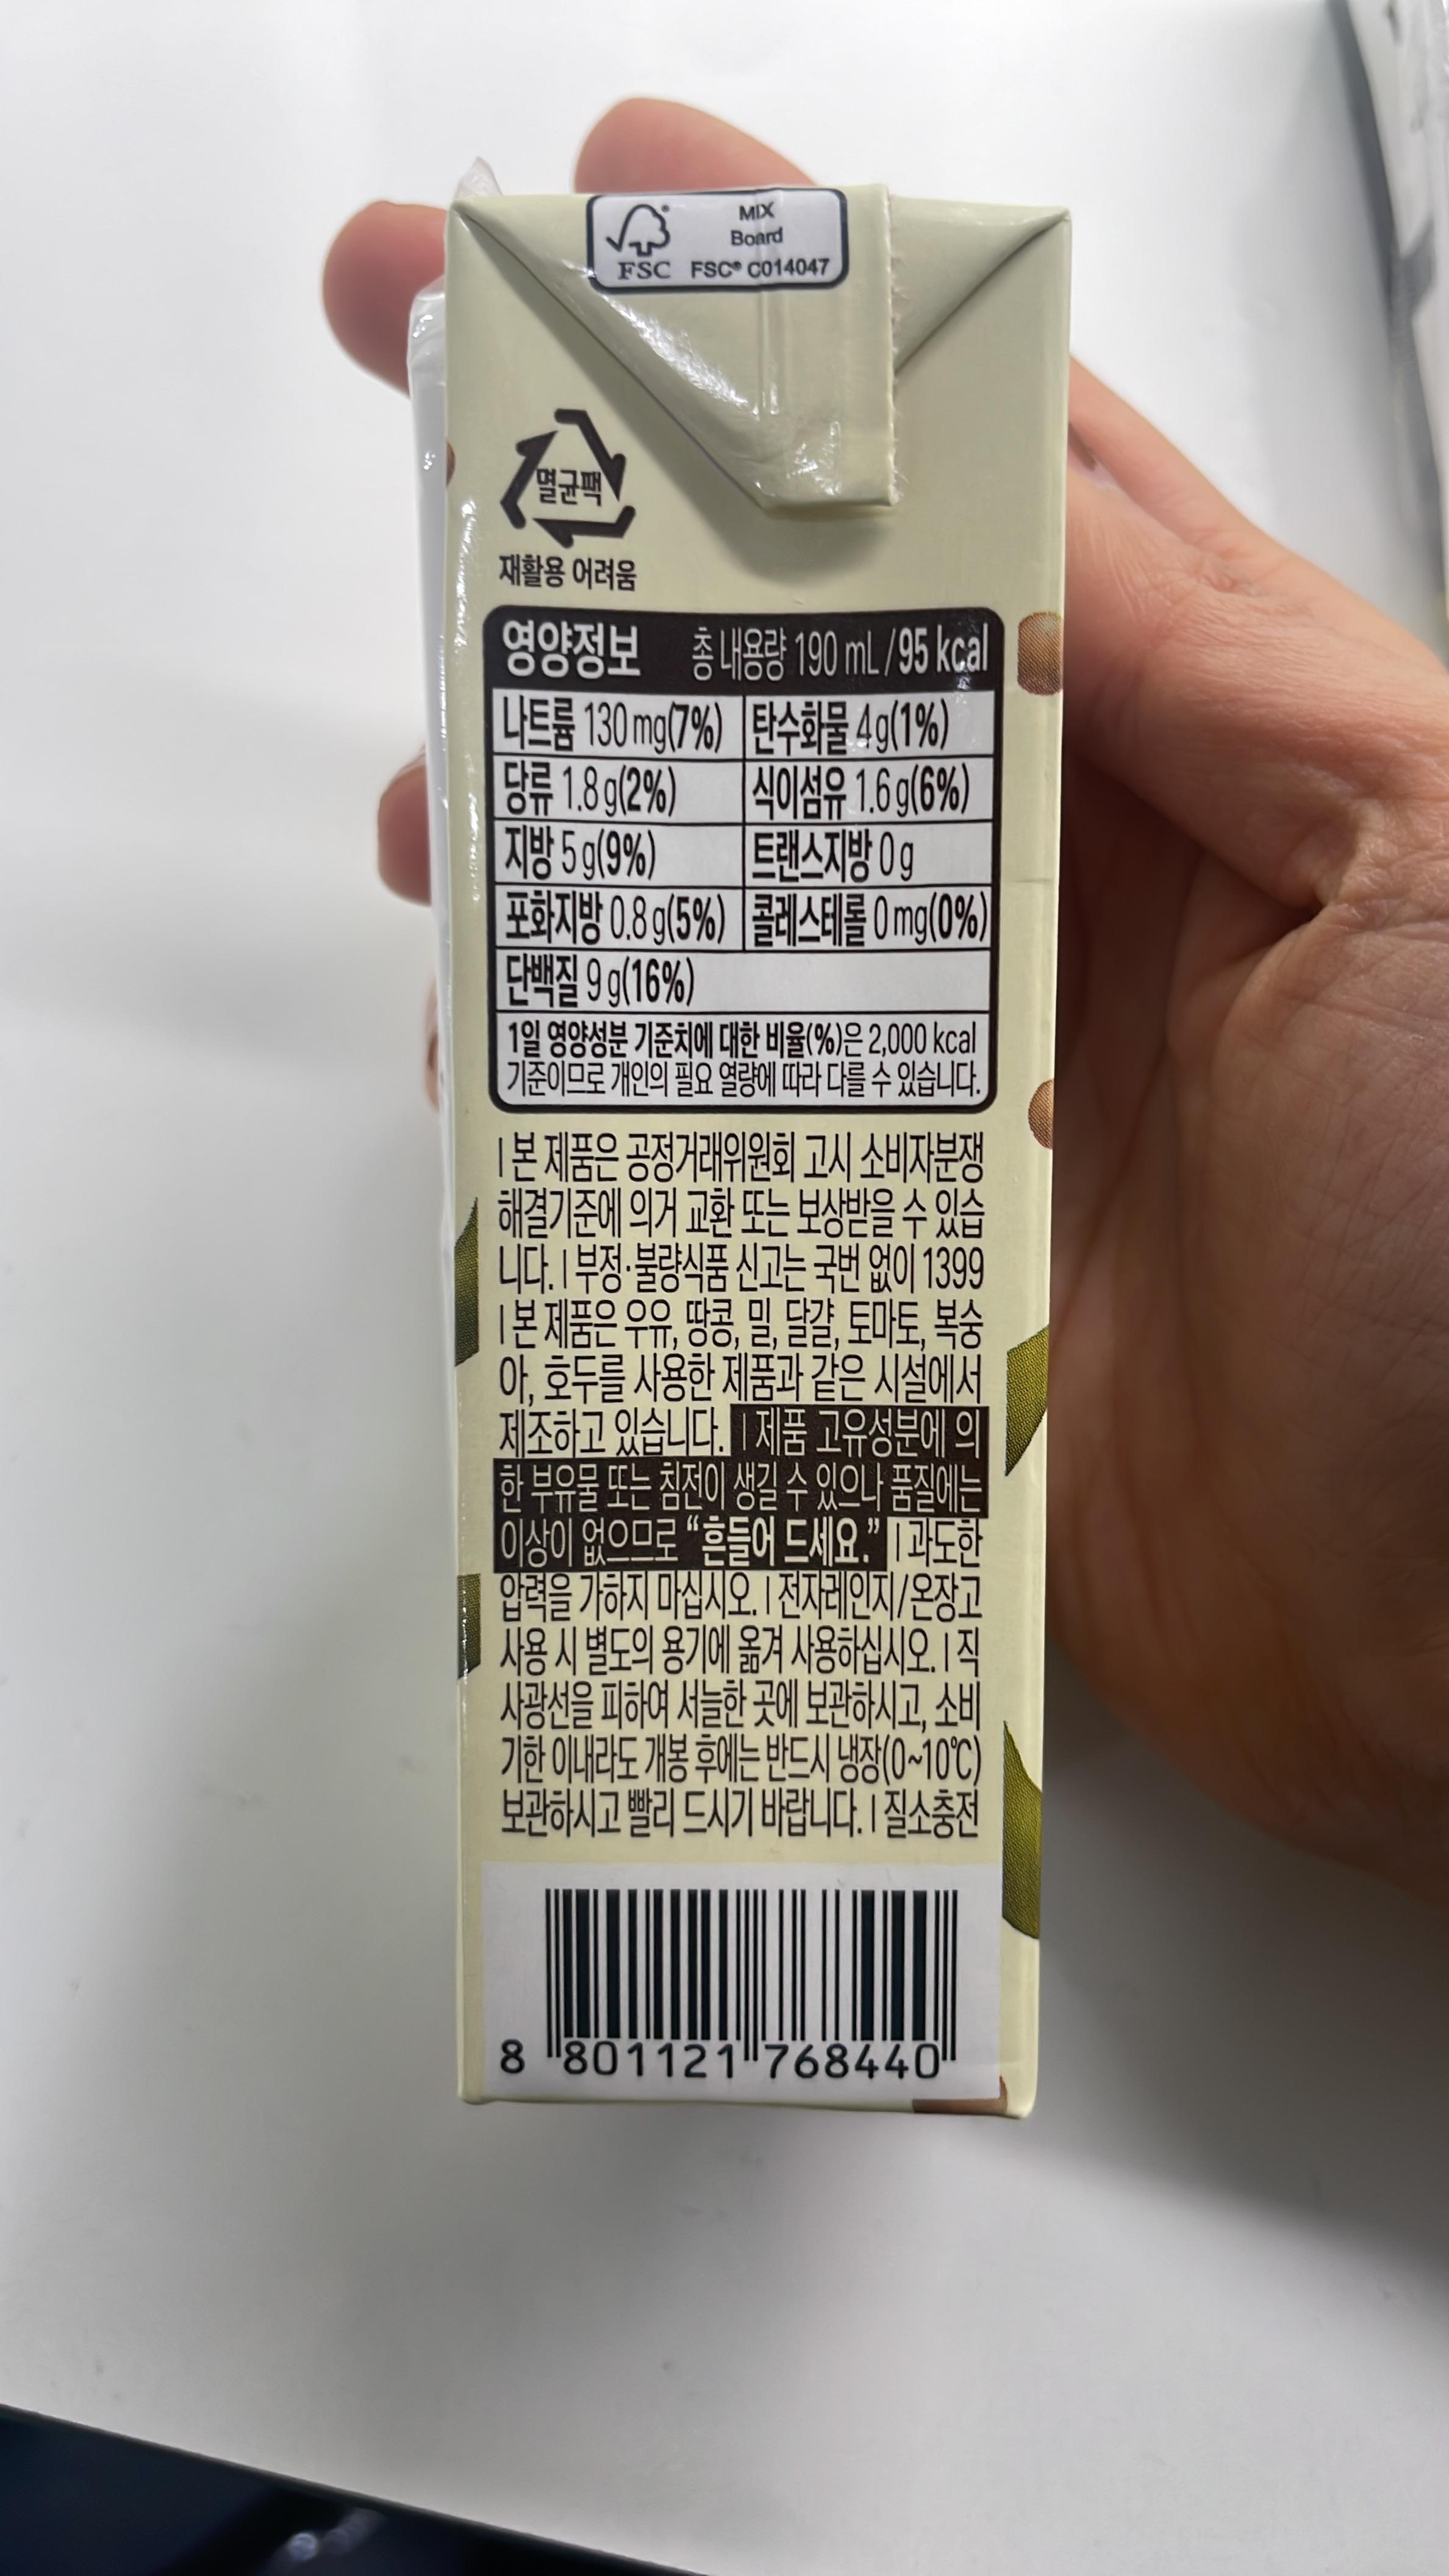 MIX
Board
FSC FSC® C014047
멸균팩
재활용 어려움
영양정보 총 내용량 190 mL/95 kcal
나트륨 130 mg(7%) 탄수화물 4 g(1%)
당류 1.8 g(2%) 식이섬유 1.6 g(6%)
지방 5 g(9%) 트랜스지방 0 g
포화지방 0.8 g(5%) 콜레스테롤 0 mg(0%)
단백질 9 g(16%)
1일 영양성분 기준치에 대한 비율(%)은 2,000 kcal
기준이므로 개인의 필요 열량에 따라 다를 수 있습니다.
ㅣ본 제품은 공정거래위원회 고시 소비자분쟁
해결기준에 의거 교환 또는 보상받을 수 있습
니다.ㅣ부정·불량식품 신고는 국번 없이 1399
ㅣ본 제품은 우유, 땅콩, 밀, 달걀, 토마토, 복숭
아, 호두를 사용한 제품과 같은 시설에서
제조하고 있습니다.ㅣ제품 고유성분에 의
한 부유물 또는 침전이 생길 수 있으나 품질에는
이상이 없으므로 “흔들어 드세요.”ㅣ과도한
압력을 가하지 마십시오.ㅣ전자레인지/온장고
사용 시 별도의 용기에 옮겨 사용하십시오.ㅣ직
사광선을 피하여 서늘한 곳에 보관하시고, 소비
기한 이내라도 개봉 후에는 반드시 냉장(0~10℃)
보관하시고 빨리 드시기 바랍니다.ㅣ질소충전
8 801121 768440